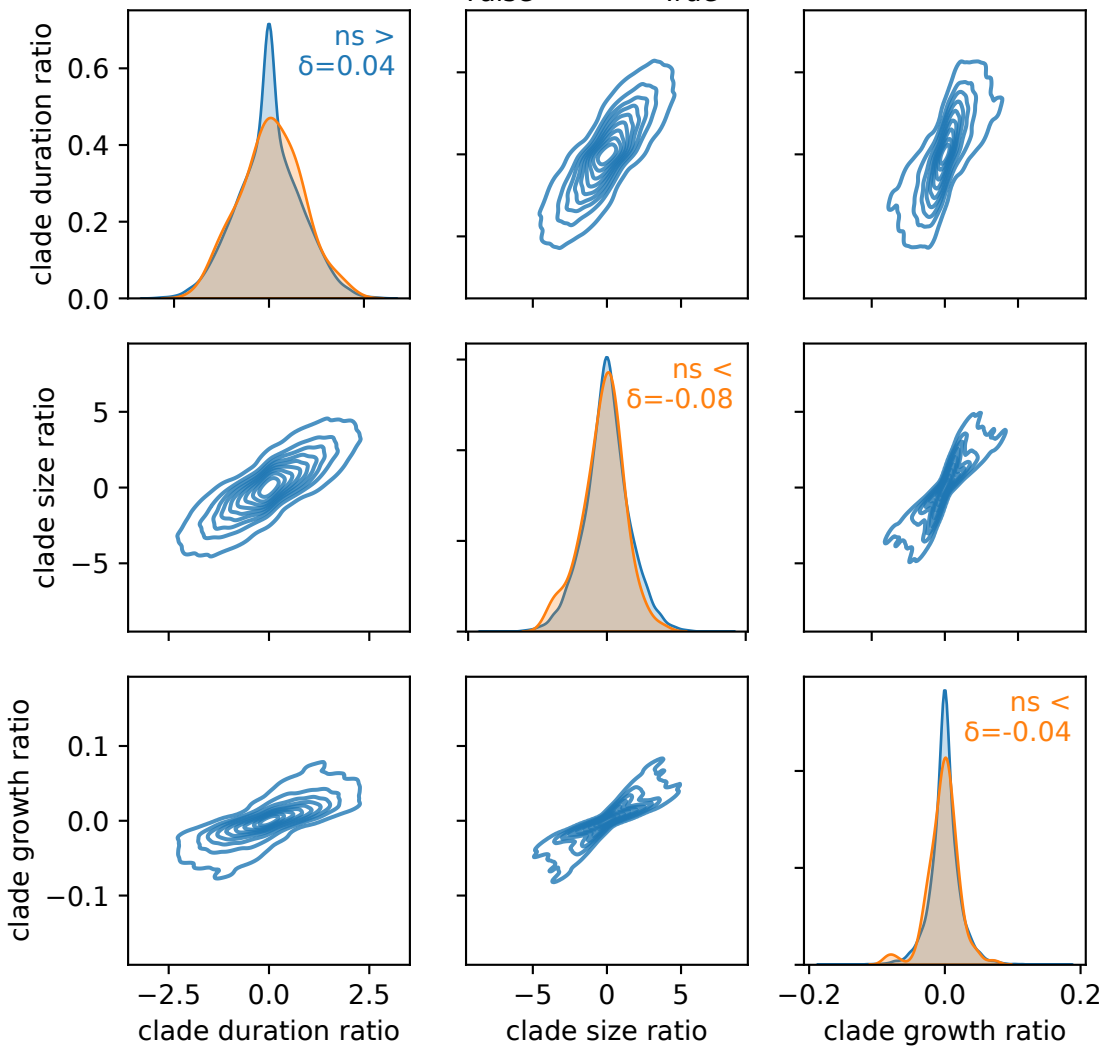 ns >
δ=0.04
clade duration ratio
0.6
0.4
0.2
0.0
ns <
δ=-0.08
clade size ratio
5
0
−5
ns <
δ=-0.04
clade growth ratio
0.1
0.0
−0.1
−2.5 0.0 2.5
−5 0 5
−0.2 0.0 0.2
clade duration ratio
clade size ratio
clade growth ratio